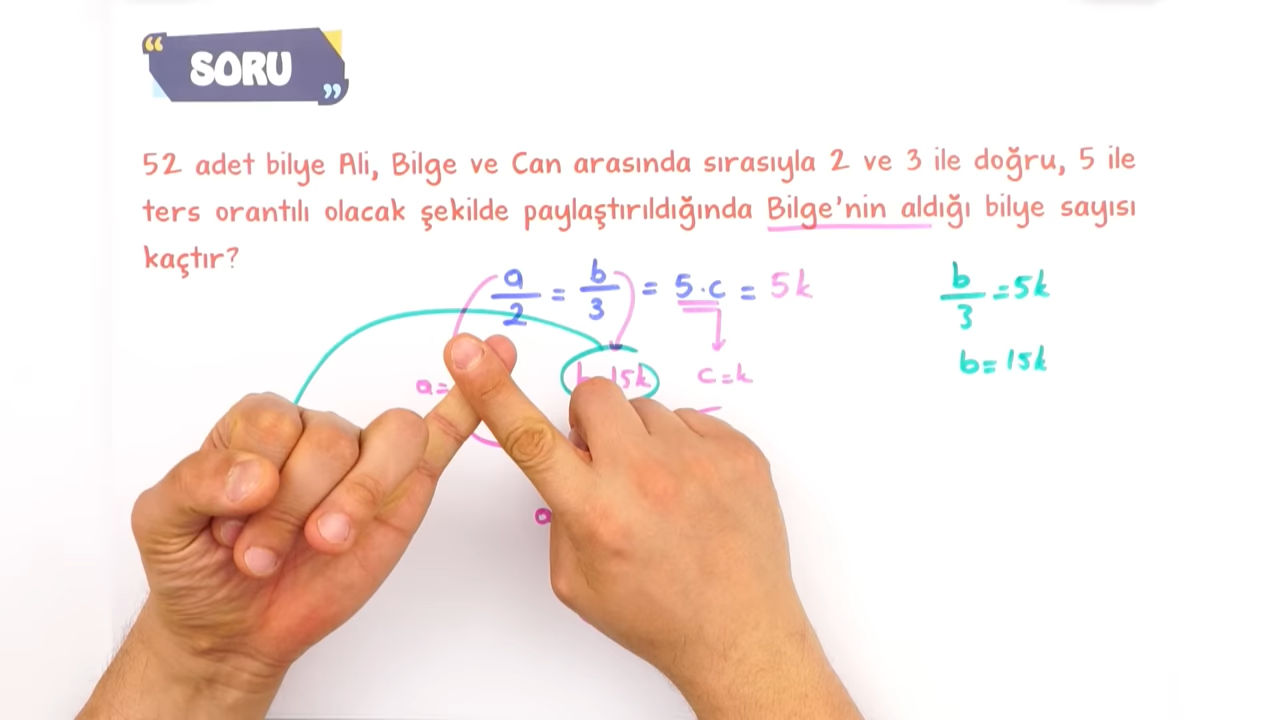 “ SORU ”
52 adet bilye Ali, Bilge ve Can arasında sırasıyla 2 ve 3 ile doğru, 5 ile
ters orantılı olacak şekilde paylaştırıldığında Bilge'nin aldığı bilye sayısı
kaçtır?
a/2 = b/3 = 5.c = 5k
b/3 = 5k
a= 15k c=k
b=15k